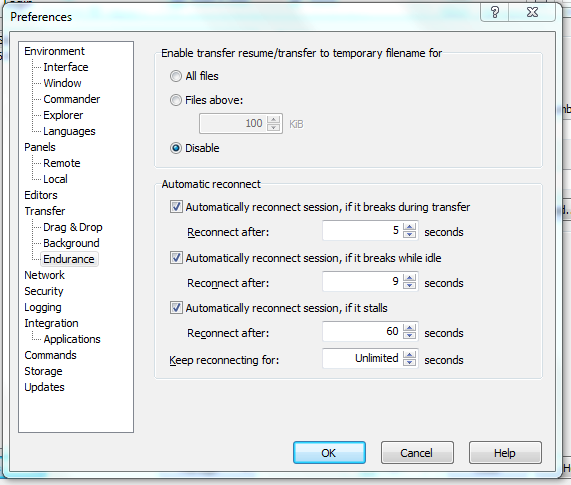 Preferences
Environment
Interface
Window
Commander
Explorer
Languages
Panels
Remote
Local
Editors
Transfer
Drag & Drop
Background
Endurance
Network
Security
Logging
Integration
Applications
Commands
Storage
Updates
Enable transfer resume/transfer to temporary filename for
All files
Files above:
100 KiB
Disable
Automatic reconnect
Automatically reconnect session, if it breaks during transfer
Reconnect after: 5 seconds
Automatically reconnect session, if it breaks while idle
Reconnect after: 9 seconds
Automatically reconnect session, if it stalls
Reconnect after: 60 seconds
Keep reconnecting for: Unlimited seconds
OK Cancel Help